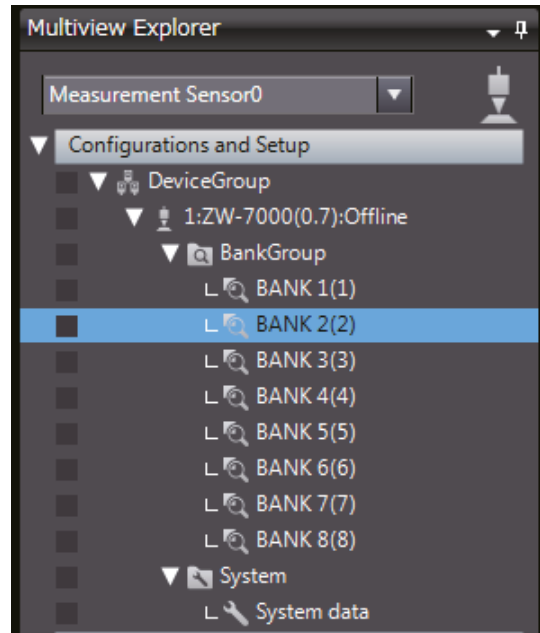 Multiview Explorer
Measurement Sensor0
Configurations and Setup
DeviceGroup
1:ZW-7000(0.7):Offline
BankGroup
BANK 1(1)
BANK 2(2)
BANK 3(3)
BANK 4(4)
BANK 5(5)
BANK 6(6)
BANK 7(7)
BANK 8(8)
System
System data